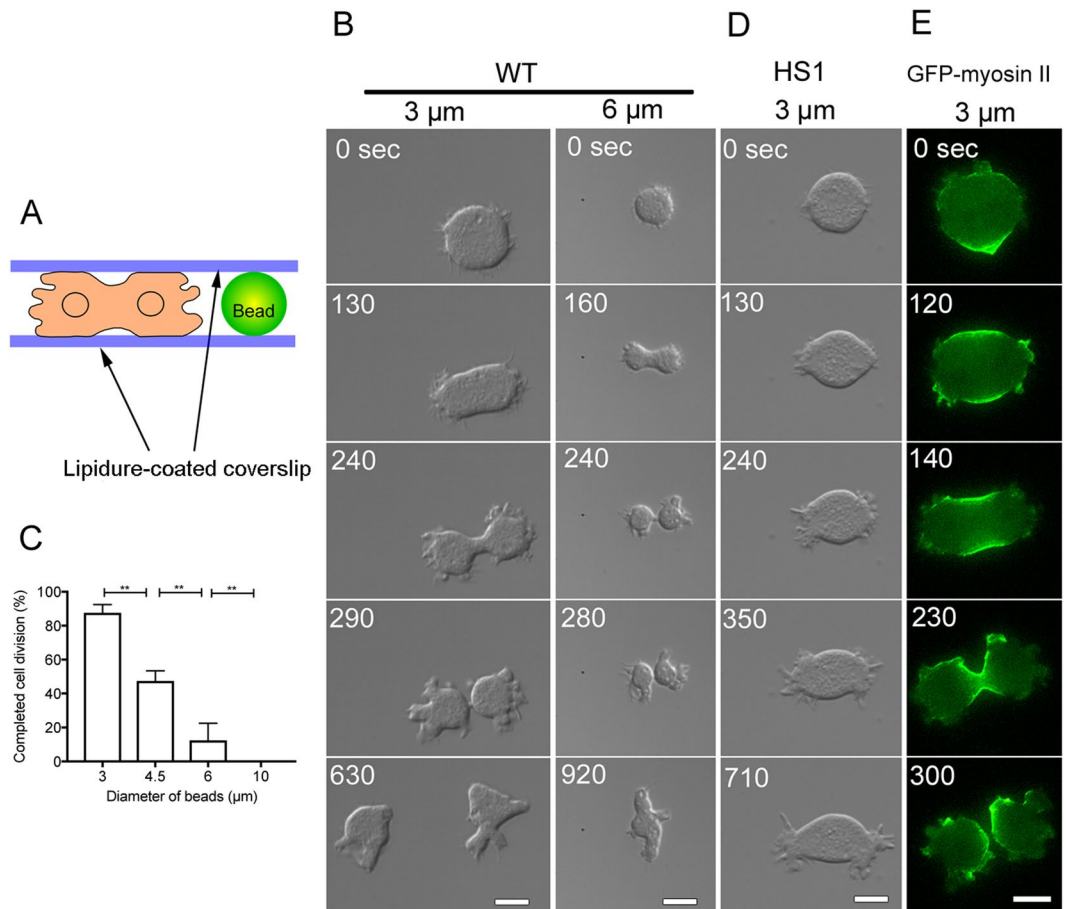 A
Bead
Lipidure-coated coverslip
B
WT
3 µm
6 µm
0 sec
0 sec
130
160
240
240
290
280
630
920
C
Completed cell division (%)
100
80
60
40
20
0
**
**
**
3
4.5
6
10
Diameter of beads (µm)
D
HS1
3 µm
0 sec
130
240
350
710
E
GFP-myosin II
3 µm
0 sec
120
140
230
300